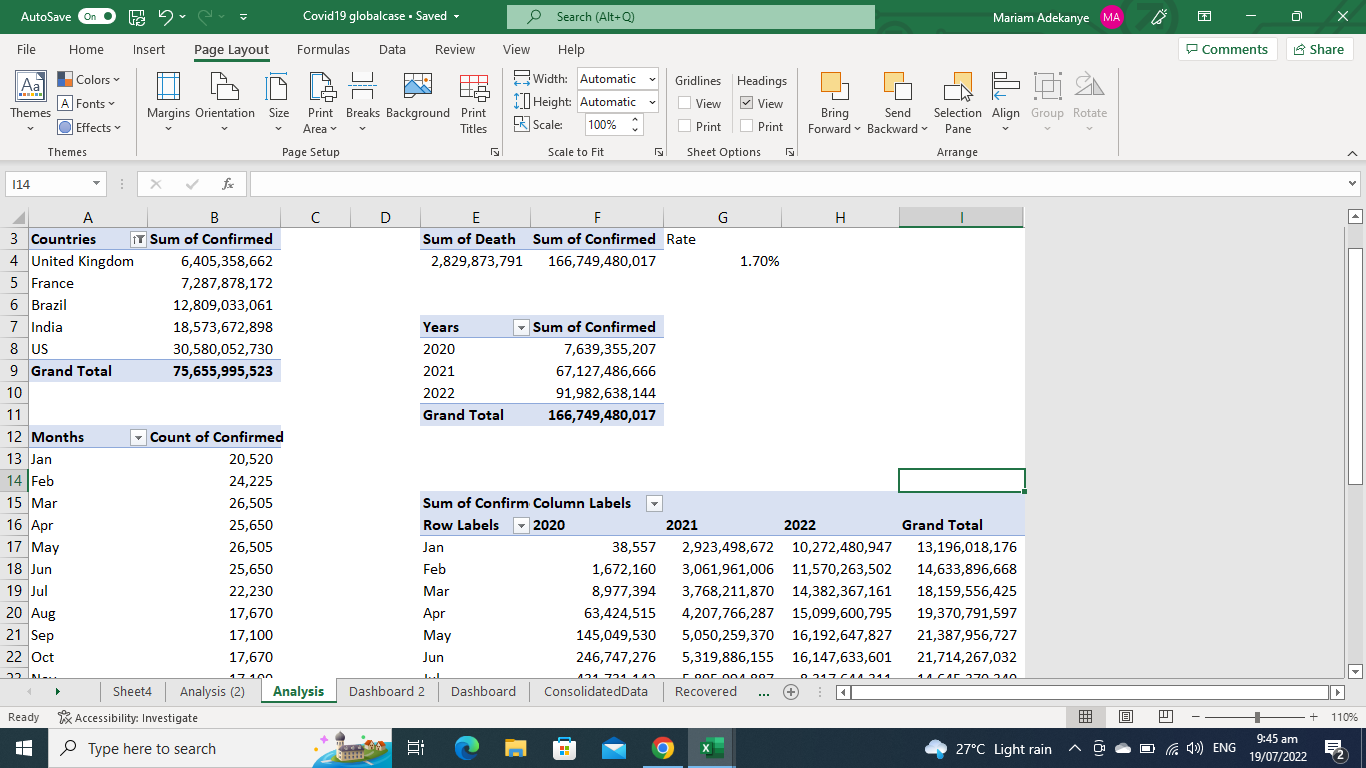 AutoSave On Covid19 globalcase • Saved Search (Alt+Q) Mariam Adekanye MA
File Home Insert Page Layout Formulas Data Review View Help Comments Share
Aa Colors Width: Automatic Gridlines Headings
A Fonts Height: Automatic View View
Themes Effects Margins Orientation Size Print Area Breaks Background Print Titles Scale: 100% Print Print Bring Forward Send Backward Selection Pane Align Group Rotate
Themes Page Setup Scale to Fit Sheet Options Arrange
I14 fx
A B C D E F G H I
3 Countries Sum of Confirmed Sum of Death Sum of Confirmed Rate
4 United Kingdom 6,405,358,662 2,829,873,791 166,749,480,017 1.70%
5 France 7,287,878,172
6 Brazil 12,809,033,061
7 India 18,573,672,898 Years Sum of Confirmed
8 US 30,580,052,730 2020 7,639,355,207
9 Grand Total 75,655,995,523 2021 67,127,486,666
10 2022 91,982,638,144
11 Grand Total 166,749,480,017
12 Months Count of Confirmed
13 Jan 20,520
14 Feb 24,225
15 Mar 26,505 Sum of Confirm Column Labels
16 Apr 25,650 Row Labels 2020 2021 2022 Grand Total
17 May 26,505 Jan 38,557 2,923,498,672 10,272,480,947 13,196,018,176
18 Jun 25,650 Feb 1,672,160 3,061,961,006 11,570,263,502 14,633,896,668
19 Jul 22,230 Mar 8,977,394 3,768,211,870 14,382,367,161 18,159,556,425
20 Aug 17,670 Apr 63,424,515 4,207,766,287 15,099,600,795 19,370,791,597
21 Sep 17,100 May 145,049,530 5,050,259,370 16,192,647,827 21,387,956,727
22 Oct 17,670 Jun 246,747,276 5,319,886,155 16,147,633,601 21,714,267,032
Sheet4 Analysis (2) Analysis Dashboard 2 Dashboard ConsolidatedData Recovered ...
Ready Accessibility: Investigate 110%
Type here to search 27°C Light rain ENG 9:45 am
19/07/2022 2